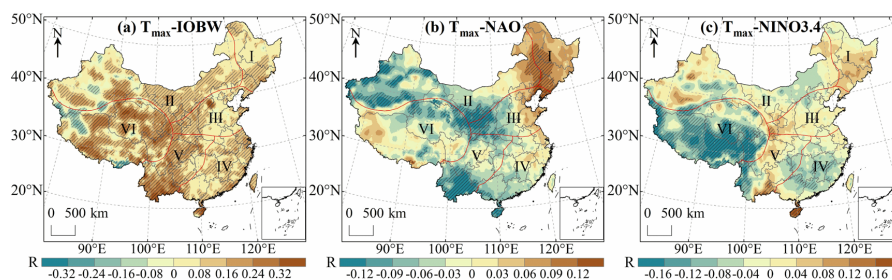 (a) Tmax-IOBW
50°N
40°N
30°N
20°N
N
I
II
III
VI
V
IV
0 500 km
90°E 100°E 110°E 120°E
R
-0.32 -0.24 -0.16 -0.08 0 0.08 0.16 0.24 0.32
(b) Tmax-NAO
50°N
40°N
30°N
20°N
N
I
II
III
VI
V
IV
0 500 km
90°E 100°E 110°E 120°E
R
-0.12 -0.09 -0.06 -0.03 0 0.03 0.06 0.09 0.12
(c) Tmax-NINO3.4
50°N
40°N
30°N
20°N
N
I
II
III
VI
V
IV
0 500 km
90°E 100°E 110°E 120°E
R
-0.16 -0.12 -0.08 -0.04 0 0.04 0.08 0.12 0.16